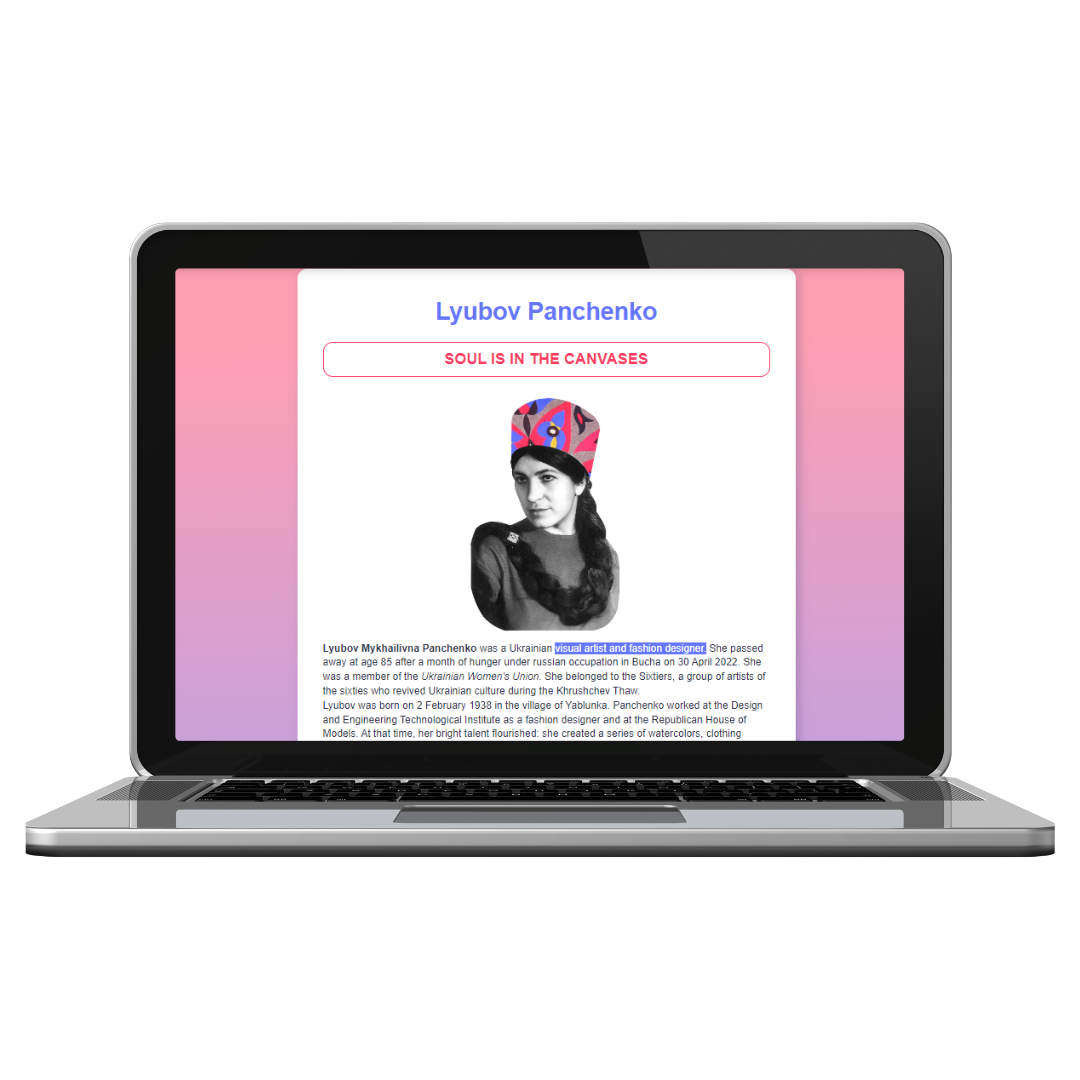 Lyubov Panchenko
SOUL IS IN THE CANVASES
Lyubov Mykhailivna Panchenko was a Ukrainian visual artist and fashion designer. She passed
away at age 85 after a month of hunger under russian occupation in Bucha on 30 April 2022. She
was a member of the Ukrainian Women's Union. She belonged to the Sixtiers, a group of artists of
the sixties who revived Ukrainian culture during the Khrushchev Thaw.
Lyubov was born on 2 February 1938 in the village of Yablunka. Panchenko worked at the Design
and Engineering Technological Institute as a fashion designer and at the Republican House of
Models. At that time, her bright talent flourished: she created a series of watercolors, clothing